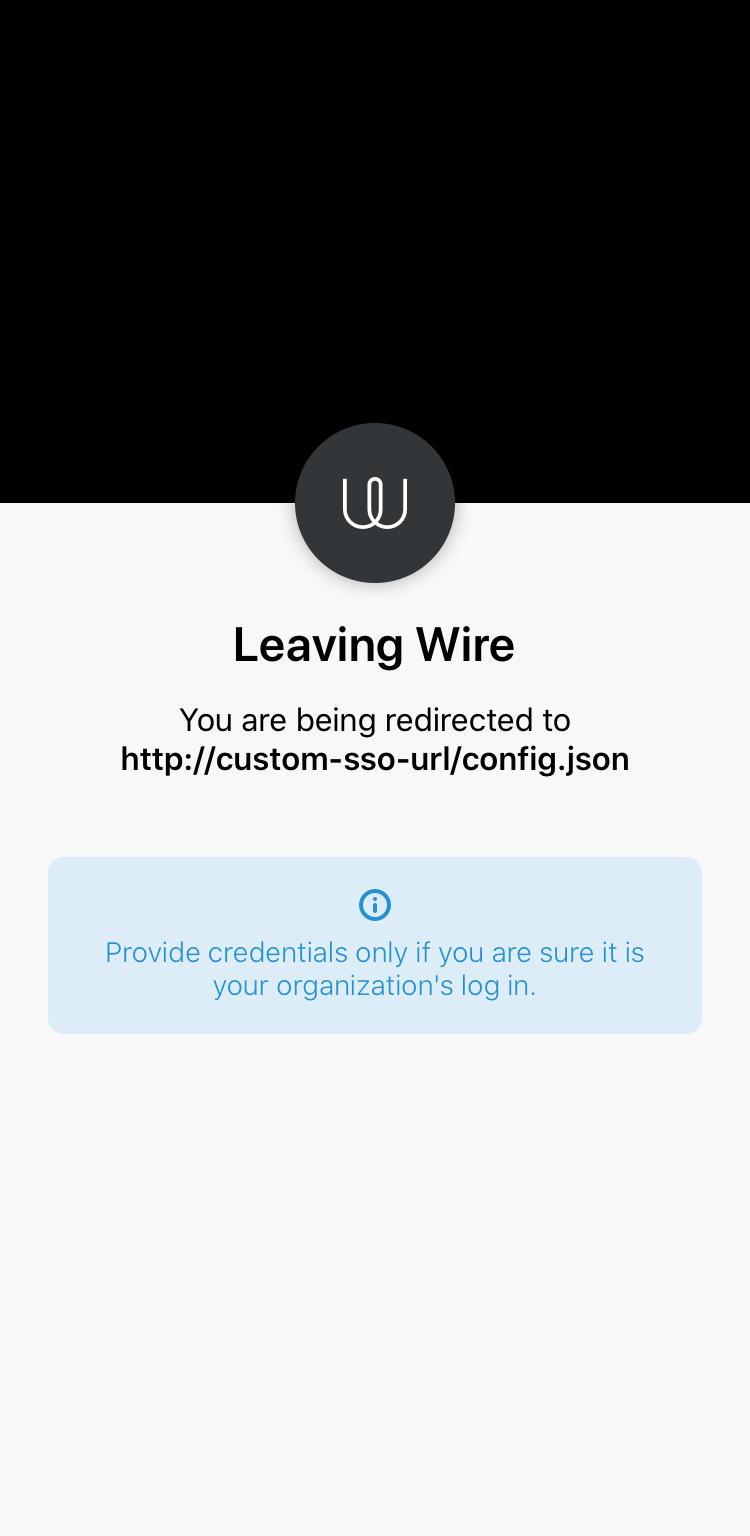 Leaving Wire
You are being redirected to
http://custom-sso-url/config.json
Provide credentials only if you are sure it is
your organization's log in.